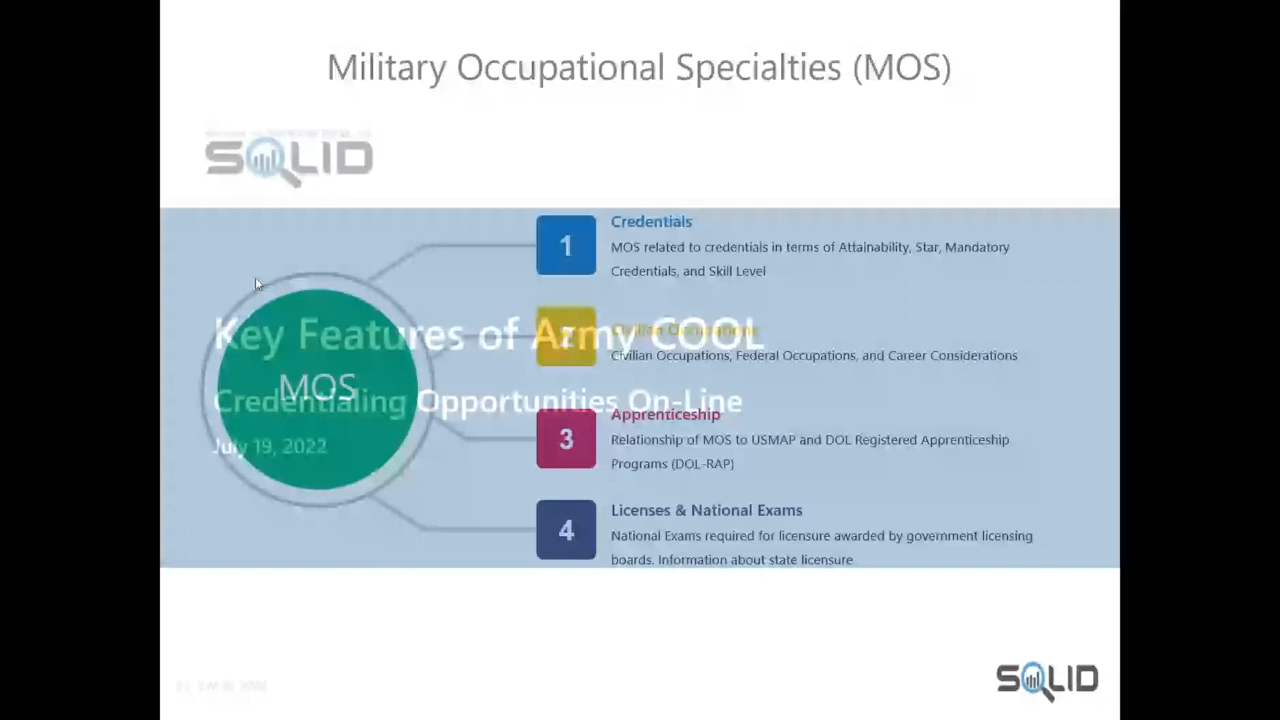 Military Occupational Specialties (MOS)
SOLID
1
Credentials
MOS related to credentials in terms of Attainability, Star, Mandatory
Credentials, and Skill Level
Key Features of Army COOL
2
Civilian Occupations
Civilian Occupations, Federal Occupations, and Career Considerations
MOS
Credentialing Opportunities On-Line
July 19, 2022
3
Apprenticeship
Relationship of MOS to USMAP and DOL Registered Apprenticeship
Programs (DOL-RAP)
4
Licenses & National Exams
National Exams required for licensure awarded by government licensing
boards. Information about state licensure
SOLID